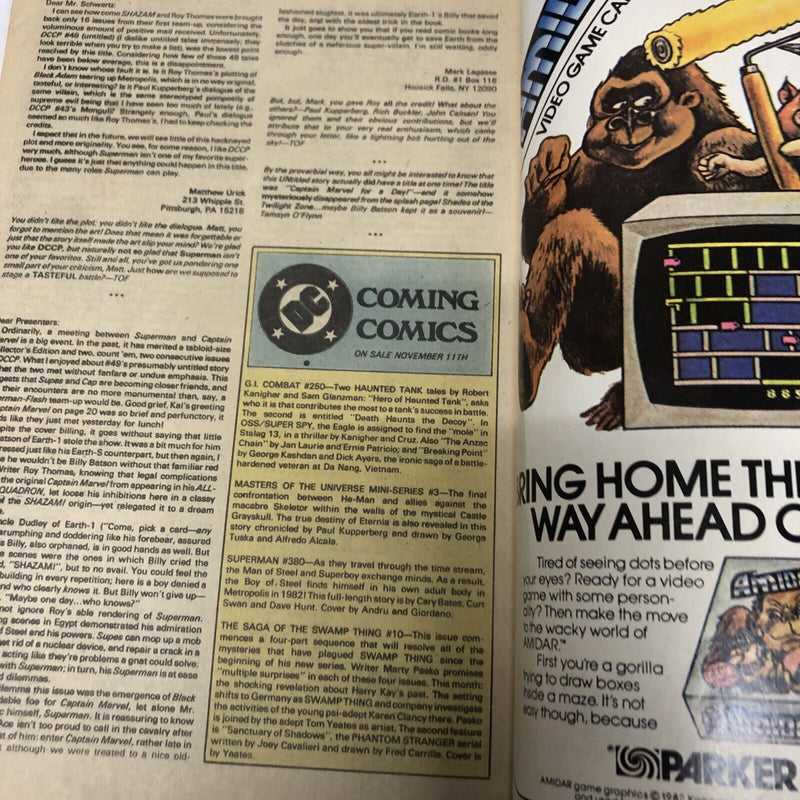 Dear Mr. Schwartz:
I can see how come SHAZAM and Roy Thomas were brought
back only 16 issues from their first team-up, considering the
voluminous amount of positive mail received. Unfortunately,
DCCP #49 (untitled) (I dislike untitled tales immensely; they
look terrible when you try to make a list), was the lowest point
reached by this title. Considering how few of those 49 tales
have been below average, this is a disappointment.
I don't know whose fault it is. Is it Roy Thomas's plotting of
Black Adam tearing up Metropolis, which is in no way original,
tasteful, or interesting? Is it Paul Kupperberg's dialogue of the
same villain, which is the same stereotyped pomposity of
supreme evil being that I have seen too much of lately (e.g.,
DCCP #43's Mongul)? Strangely enough, Paul's dialogue
seemed so much like Roy Thomas's, I had to keep checking the
credits.
I expect that in the future, we will see little of this hackneyed
plot and more originality. You see, for some reason, I like DCCP
very much, although Superman isn't one of my favorite super-
heroes. I guess it's just that anything could happen in this title,
due to the many roles Superman can play.
Matthew Urick
213 Whipple St.
Pittsburgh, PA 15218
You didn't like the plot; you didn't like the dialogue. Matt, you
forgot to mention the art! Does that mean it was forgettable or
just that the story itself made the art slip your mind? We're glad
you like DCCP, but naturally not so glad that Superman isn't
one of your favorites. Still and all, you've got us pondering one
small part of your criticism, Matt. Just how are we supposed to
stage a TASTEFUL battle?—TOF
***
ear Presenters:
Ordinarily, a meeting between Superman and Captain
arvel is a big event. In the past, it has merited a tabloid-size
llector's Edition and two, count 'em, two consecutive issues
DCCP. What I enjoyed about #49's presumably untitled story
hat the two met without fanfare or undue emphasis. This
gests that Supes and Cap are becoming closer friends, and
their encounters are no more monumental than, say, a
rman-Flash team-up would be. Good grief, Kal's greeting
ptain Marvel on page 20 was so brief and perfunctory, it
ds like they just met yesterday for lunch!
pite the cover billing, it goes without saying that little
atson of Earth-1 stole the show. It was a bit much for him
ressed just like his Earth-S counterpart, but then again, I
e he wouldn't be Billy Batson without that familiar red
Writer Roy Thomas, knowing that legal complications
the original Captain Marvel from appearing in his ALL-
QUADRON, let loose his inhibitions here in a classy
f the SHAZAM! origin—yet relegated it to a dream
e.
cle Dudley of Earth-1 ("Come, pick a card—any
rumphing and doddering like his forebear, assured
s Billy, also orphaned, is in good hands as well. But
e scenes were the ones in which Billy cried the
d, "SHAZAM!", but to no avail. You could feel the
building in every repetition; here is a boy denied a
nd who clearly knows it. But Billy won't give up—
"Maybe one day...who knows?"
not ignore Roy's able rendering of Superman.
g scenes in Egypt demonstrated his admiration
f Steel and his powers. Supes can mop up a mob
get rid of a nuclear device, and repair a crack in a
acting like they're problems a gnat could solve.
with Superman; in turn, his Superman is at ease
d dilemmas.
lemma this issue was the emergence of Black
dable foe for Captain Marvel, let alone Mr.
c himself, Superman. It is reassuring to know
Ace isn't too proud to call in the cavalry after
t of him: enter Captain Marvel, rather late in
t although we were treated to a nice old-
fashioned slugfest, it was ultimately Earth-1's Billy that saved
the day, and with the oldest trick in the book.
It just goes to show you that if you read comic books long
enough, one day you'll eventually get to save Earth from the
clutches of a nefarious super-villain. I'm still waiting, oddly
enough.
Mark Lagasse
R.D. #1 Box 116
Hoosick Falls, NY 12090
But, but, Mark, you gave Roy all the credit! What about the
others?—Paul Kupperberg, Rich Buckler, John Calnan! You
ignored them and their obvious contributions, but we'll
attribute that to your very real enthusiasm, which came
through your letter, like a lightning bolt hurtling out of the
sky!—TOF
***
By the proverbial way, you all might be interested to know that
this UNtitled story actually did have a title at one time! The title
was "Captain Marvel for a Day!"—and it somehow
mysteriously disappeared from the splash page! Shades of the
Twilight Zone...maybe Billy Batson kept it as a souvenir!—
Tamsyn O'Flynn
***
DC
COMING
COMICS
ON SALE NOVEMBER 11TH
G.I. COMBAT #250—Two HAUNTED TANK tales by Robert
Kanigher and Sam Glanzman: "Hero of Haunted Tank", asks
who it is that contributes the most to a tank's success in battle.
The second is entitled "Death Haunts the Decoy". In
OSS/SUPER SPY, the Eagle is assigned to find the "mole" in
Stalag 13, in a thriller by Kanigher and Cruz. Also "The Anzac
Chain" by Jan Laurie and Ernie Patricio; and "Breaking Point"
by George Kashdan and Dick Ayers, the ironic saga of a battle-
hardened veteran at Da Nang, Vietnam.
MASTERS OF THE UNIVERSE MINI-SERIES #3—The final
confrontation between He-Man and allies against the
macabre Skeletor within the walls of the mystical Castle
Grayskull. The true destiny of Eternia is also revealed in this
story chronicled by Paul Kupperberg and drawn by George
Tuska and Alfredo Alcala.
SUPERMAN #380—As they travel through the time stream,
the Man of Steel and Superboy exchange minds. As a result,
the Boy of Steel finds himself in his own adult body in
Metropolis in 1982! This full-length story is by Cary Bates, Curt
Swan and Dave Hunt. Cover by Andru and Giordano.
THE SAGA OF THE SWAMP THING #10—This issue com-
mences a four-part sequence that will resolve all of the
mysteries that have plagued SWAMP THING since the
beginning of his new series. Writer Marty Pasko promises
"multiple surprises" in each of these four issues. This month:
the shocking revelation about Harry Kay's past. The setting
shifts to Germany as SWAMP THING and company investigate
the activities of the young psi-adept Karen Clancy there. Pasko
is joined by the adept Tom Yeates as artist. The second feature
is "Sanctuary of Shadows", the PHANTOM STRANGER serial
written by Joey Cavalieri and drawn by Fred Carrillo. Cover is
by Yeates.
VIDEO GAME CA
RING HOME TH
WAY AHEAD O
Tired of seeing dots before
your eyes? Ready for a video
game with some person-
ality? Then make the move
to the wacky world of
AMIDAR.™
First you're a gorilla
trying to draw boxes
inside a maze. It's not
easy though, because
PARKER
AMIDAR game graphics © 1982